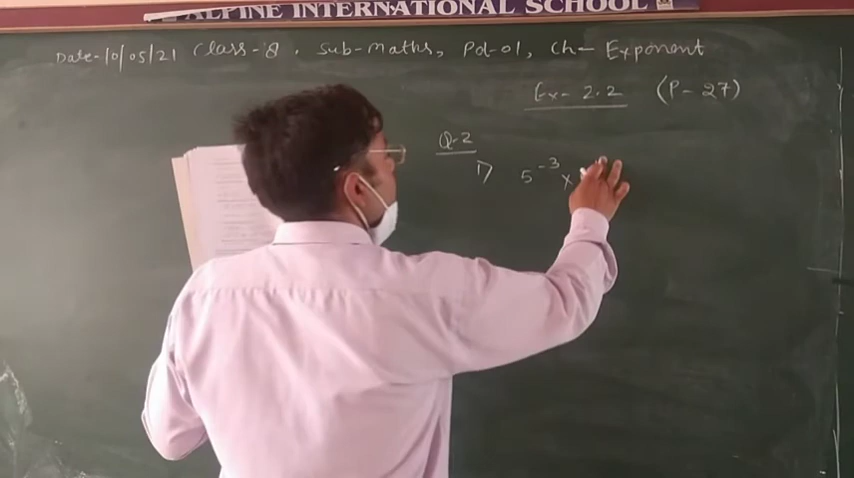 ALPINE INTERNATIONAL SCHOOL
Date-10/05/21 Class-8, Sub-Maths, Pd-01, Ch- Exponent
Ex- 2.2 (P-27)
Q-2
1) 5⁻³ ×